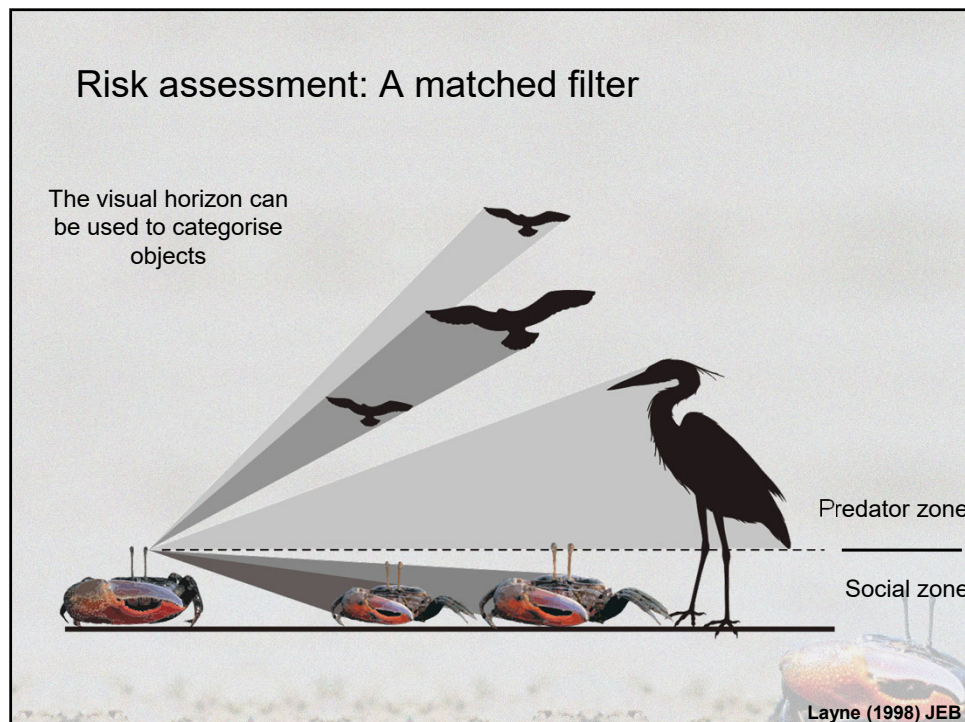 Risk assessment: A matched filter
The visual horizon can
be used to categorise
objects
Predator zone
Social zone
Layne (1998) JEB